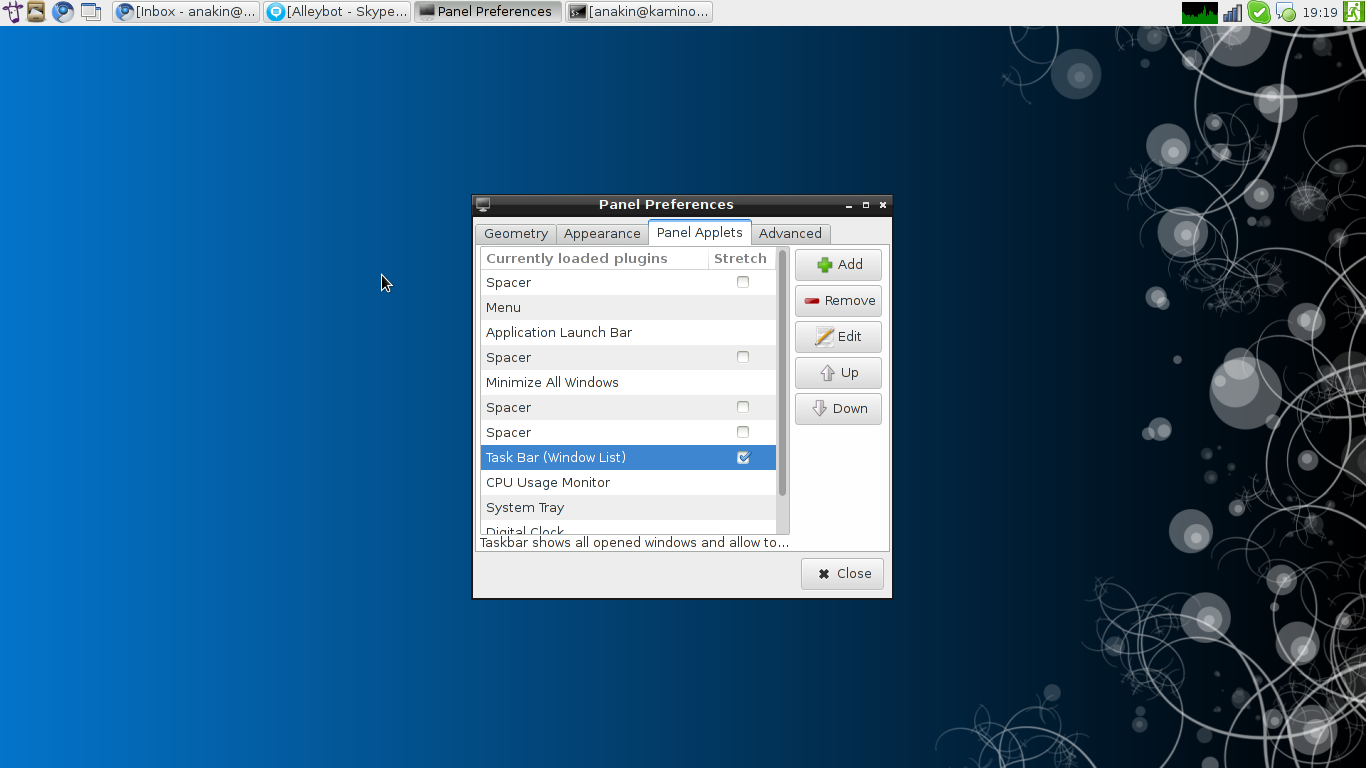 [Inbox - anakin@... [Alleybot - Skype... Panel Preferences [anakin@kamino... 19:19
Panel Preferences
Geometry Appearance Panel Applets Advanced
Currently loaded plugins Stretch
Add
Spacer
Remove
Menu
Application Launch Bar
Edit
Spacer
Up
Minimize All Windows
Spacer
Down
Spacer
Task Bar (Window List)
CPU Usage Monitor
System Tray
Digital Clock
Taskbar shows all opened windows and allow to...
Close